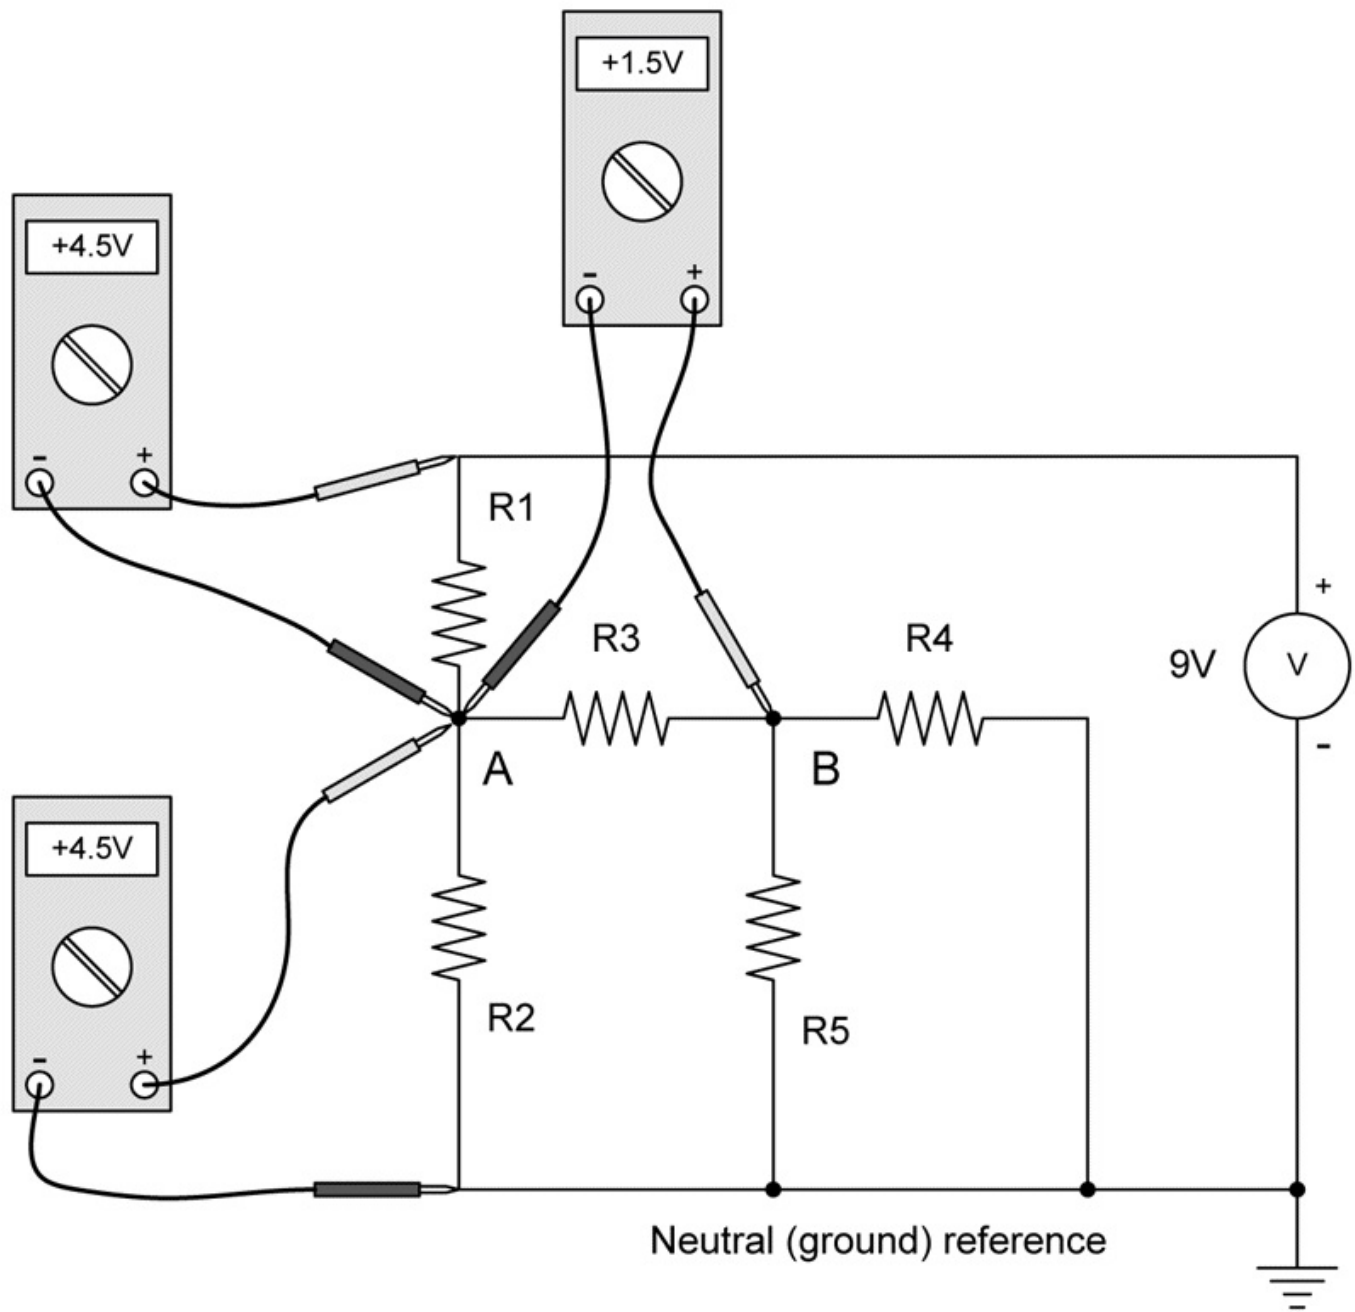 +1.5V
- +
+4.5V
- +
R1
+
R3
R4
9V
V
-
A
B
+4.5V
- +
R2
R5
Neutral (ground) reference